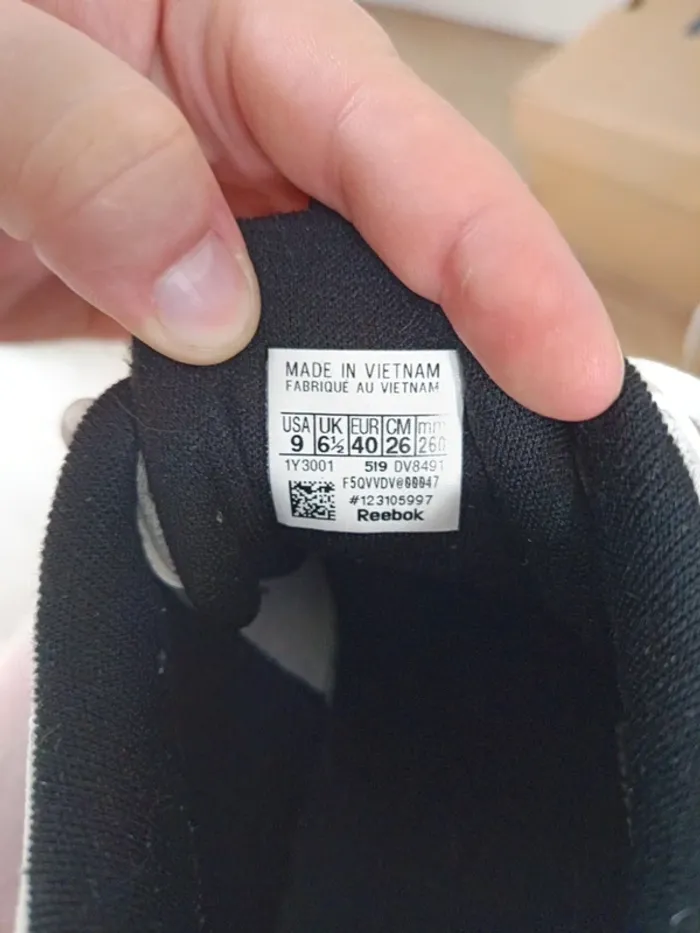 MADE IN VIETNAM
FABRIQUÉ AU VIETNAM
USA UK EUR CM mm
9 6½ 40 26 260
1Y3001 519 DV8491
F5QVVDV@00047
#123105997
Reebok